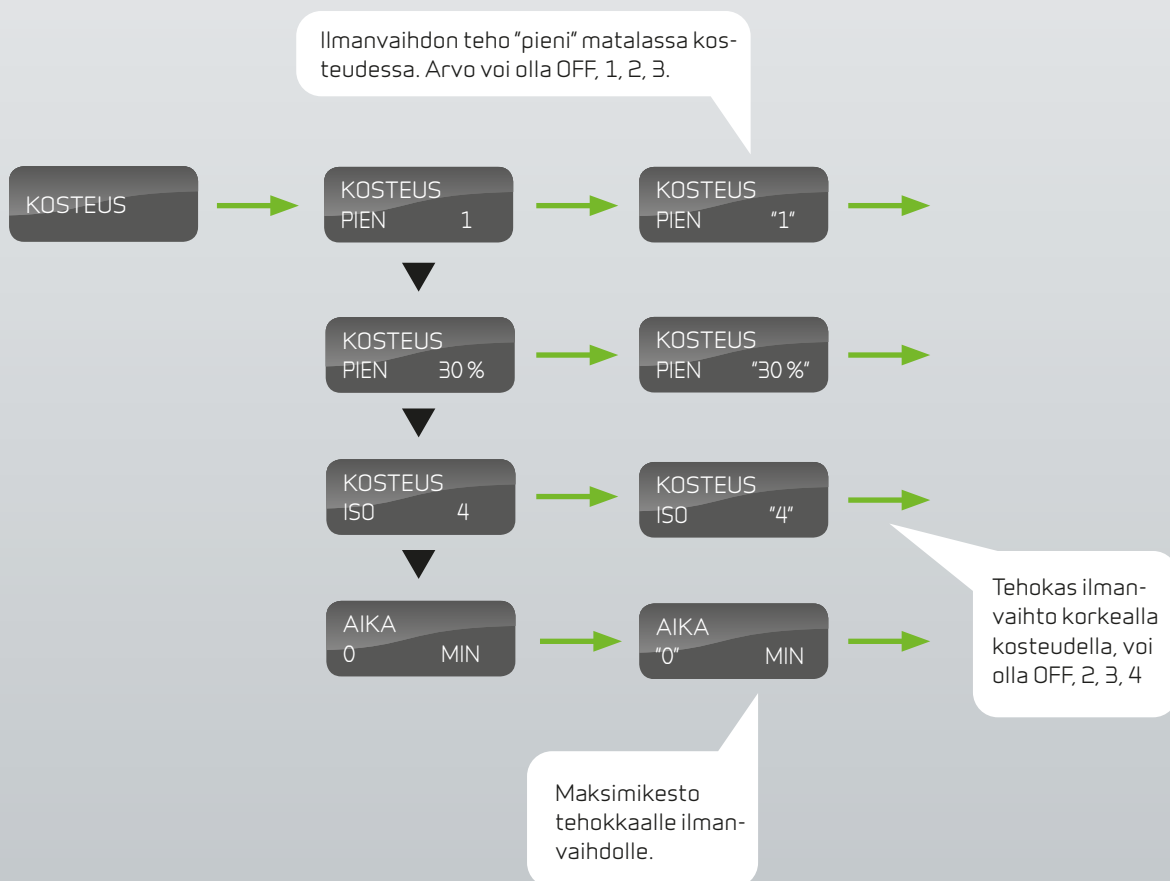 Ilmanvaihdon teho "pieni" matalassa kos-
teudessa. Arvo voi olla OFF, 1, 2, 3.
KOSTEUS
KOSTEUS
PIEN 1
KOSTEUS
PIEN "1"
KOSTEUS
PIEN 30 %
KOSTEUS
PIEN "30 %"
KOSTEUS
ISO 4
KOSTEUS
ISO "4"
Tehokas ilman-
vaihto korkealla
kosteudella, voi
olla OFF, 2, 3, 4
AIKA
0 MIN
AIKA
"0" MIN
Maksimikesto
tehokkaalle ilman-
vaihdolle.